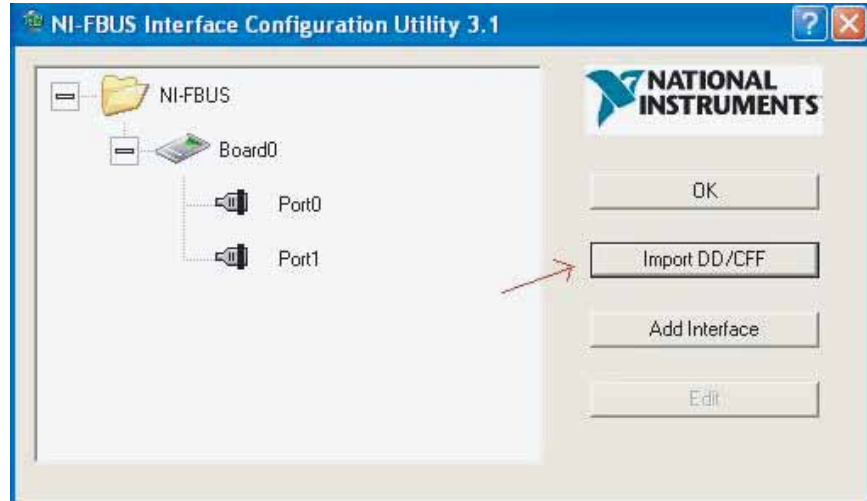 NI-FBUS Interface Configuration Utility 3.1
NI-FBUS
Board0
Port0
Port1
NATIONAL
INSTRUMENTS
OK
Import DD/CFF
Add Interface
Edit